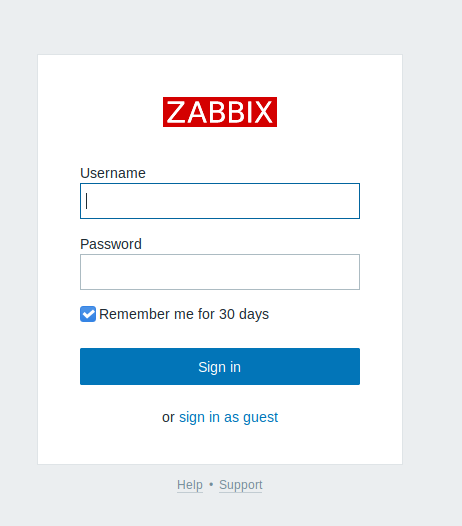 ZABBIX
Username
Password
Remember me for 30 days
Sign in
or sign in as guest
Help • Support